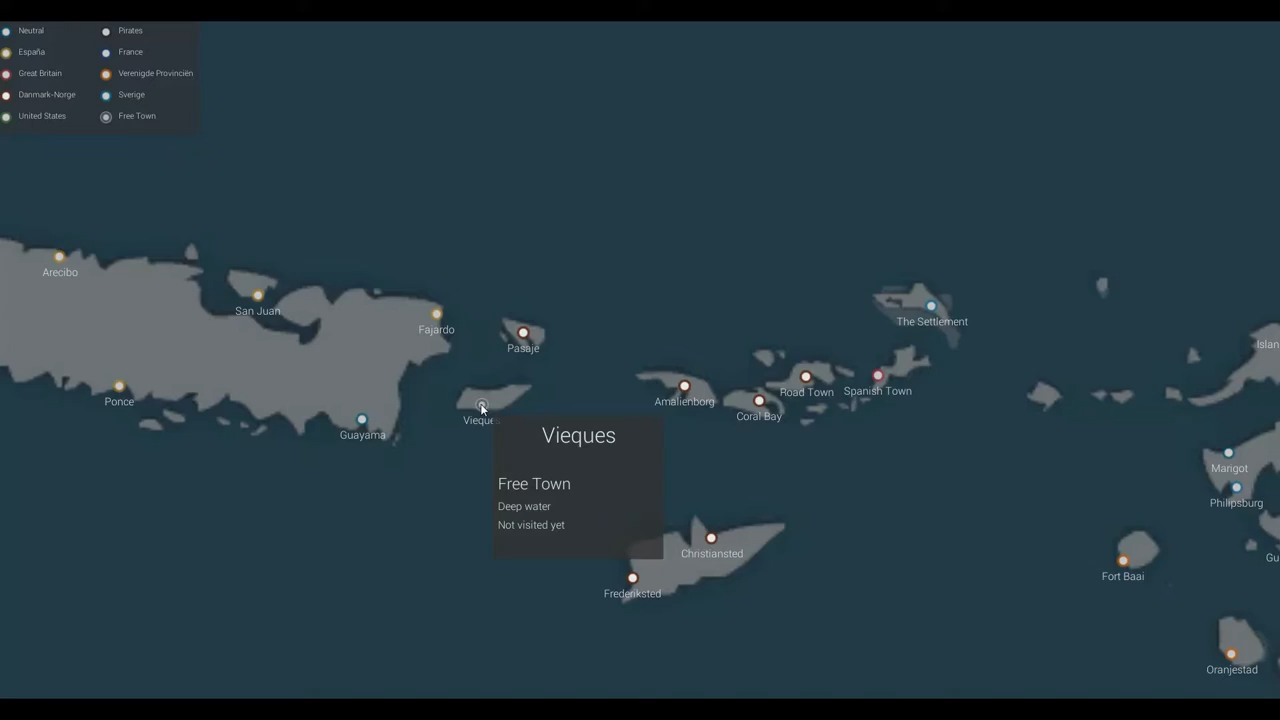 Neutral
Pirates
España
France
Great Britain
Verenigde Provinciën
Danmark-Norge
Sverige
United States
Free Town
Arecibo
San Juan
Fajardo
Pasaje
The Settlement
Ponce
Guayama
Amalienborg
Road Town
Spanish Town
Coral Bay
Vieques
Free Town
Deep water
Not visited yet
Marigot
Philipsburg
Christiansted
Frederiksted
Fort Baai
Oranjestad